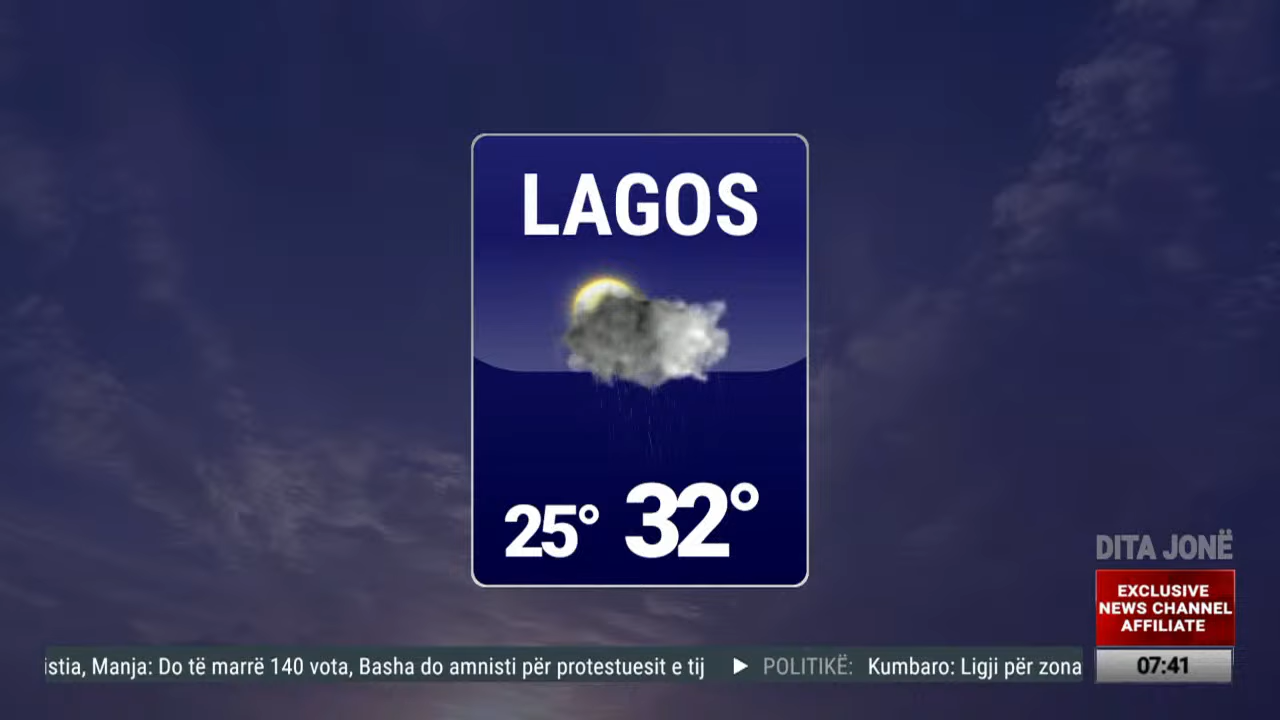 LAGOS
25° 32°
DITA JONË
EXCLUSIVE
NEWS CHANNEL
AFFILIATE
istia, Manja: Do të marrë 140 vota, Basha do amnisti për protestuesit e tij ▶ POLITIKË: Kumbaro: Ligji për zona
07:41